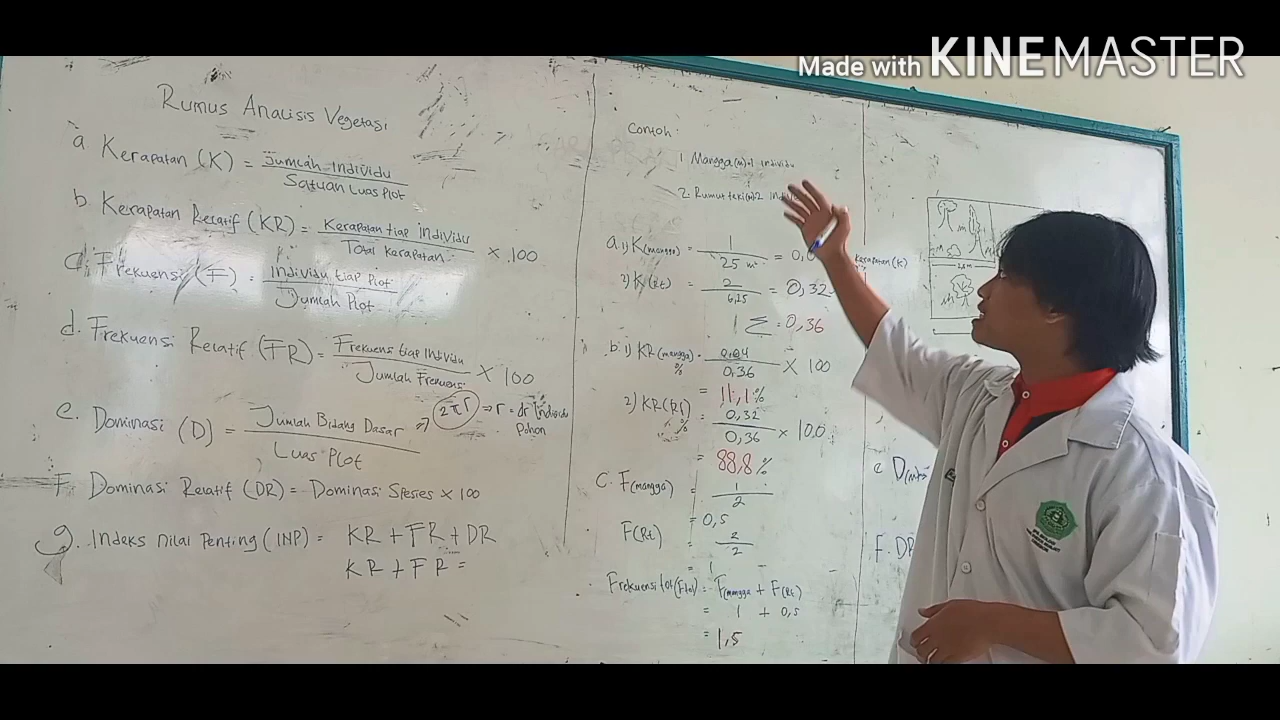 Made with KINEMASTER
Rumus Analisis Vegetasi
a Kerapatan (K) = Jumlah Individu
Satuan Luas Plot
b. Kerapatan Relatif (KR) = Kerapatan tiap Individu
Total Kerapatan × 100
Frekuensi (F) = Individu tiap Plot
Jumlah Plot
d. Frekuensi Relatif (FR) = Frekuensi tiap Individu
Jumlah Frekuensi × 100
e. Dominasi (D) = Jumlah Bidang Dasar ⇒ 2πr ⇒ r = dr Individu
Pohon
Luas Plot
F. Dominasi Relatif (DR) = Dominasi Spesies × 100
g. Indeks Nilai Penting (INP) = KR + FR + DR
KR + FR =
Contoh:
1 Mangga (m) = 1 Individu
2. Rumut teki (m) 2
a 1) K (mangga) = 1
25 m² = 0,0
2) K (Rt) = 2
6,25 = 0,32
1 Σ = 0,36
b. 1) KR (mangga) = 0,04
% 0,36 × 100
= 11,1 %
2) KR (Rt) = 0,32
% 0,36 × 100
= 88,8 %
C. F (mangga) = 1
2
= 0,5
F (Rt) = 2
2
= 1
Frekuensi tot (Ftot) = F (mangga + F (Rt)
= 1 + 0,5
= 1,5
Kerapatan (K)
m
m
m
e D (m
F. DR